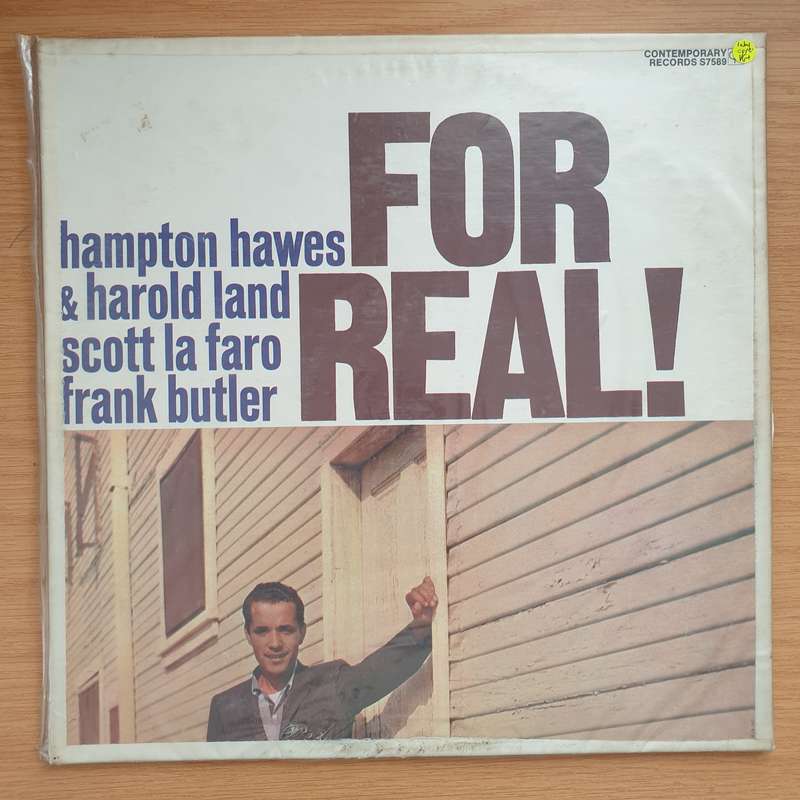 CONTEMPORARY
RECORDS S7589
FOR
REAL!
hampton hawes
& harold land
scott la faro
frank butler